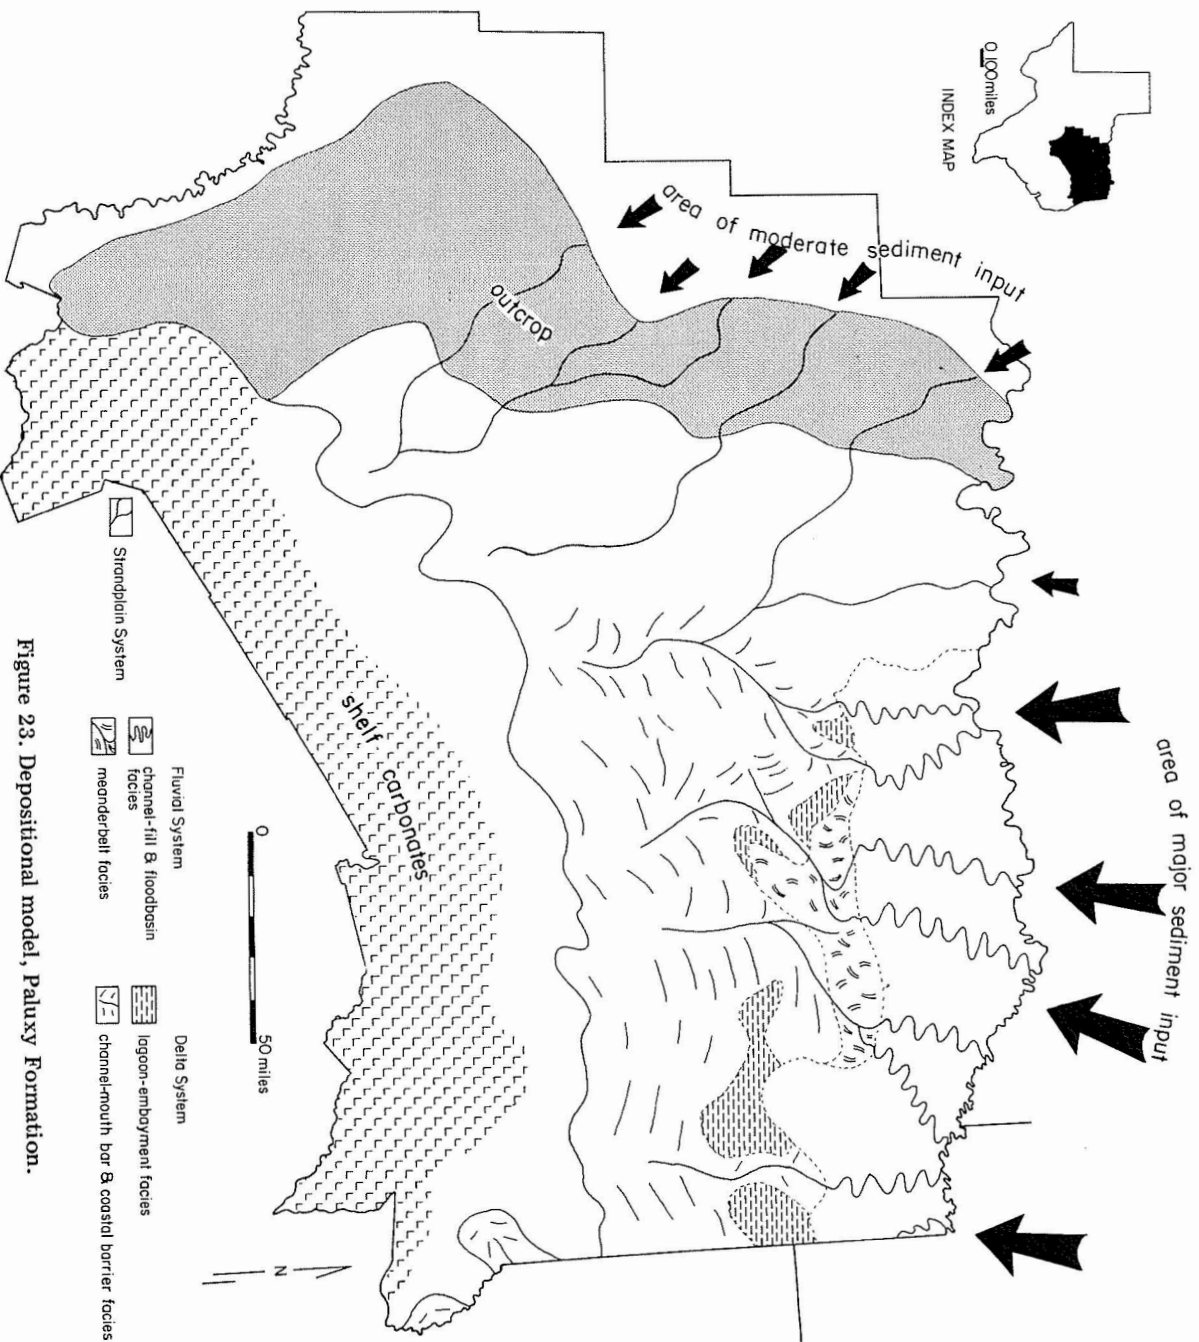 0 100 miles
INDEX MAP
area of moderate sediment input
area of major sediment input
outcrop
shelf carbonates
Strandplain System
Fluvial System
channel-fill & floodbasin
facies
meanderbelt facies
Delta System
lagoon-embayment facies
channel-mouth bar & coastal barrier facies
0
50 miles
N
Figure 23. Depositional model, Paluxy Formation.